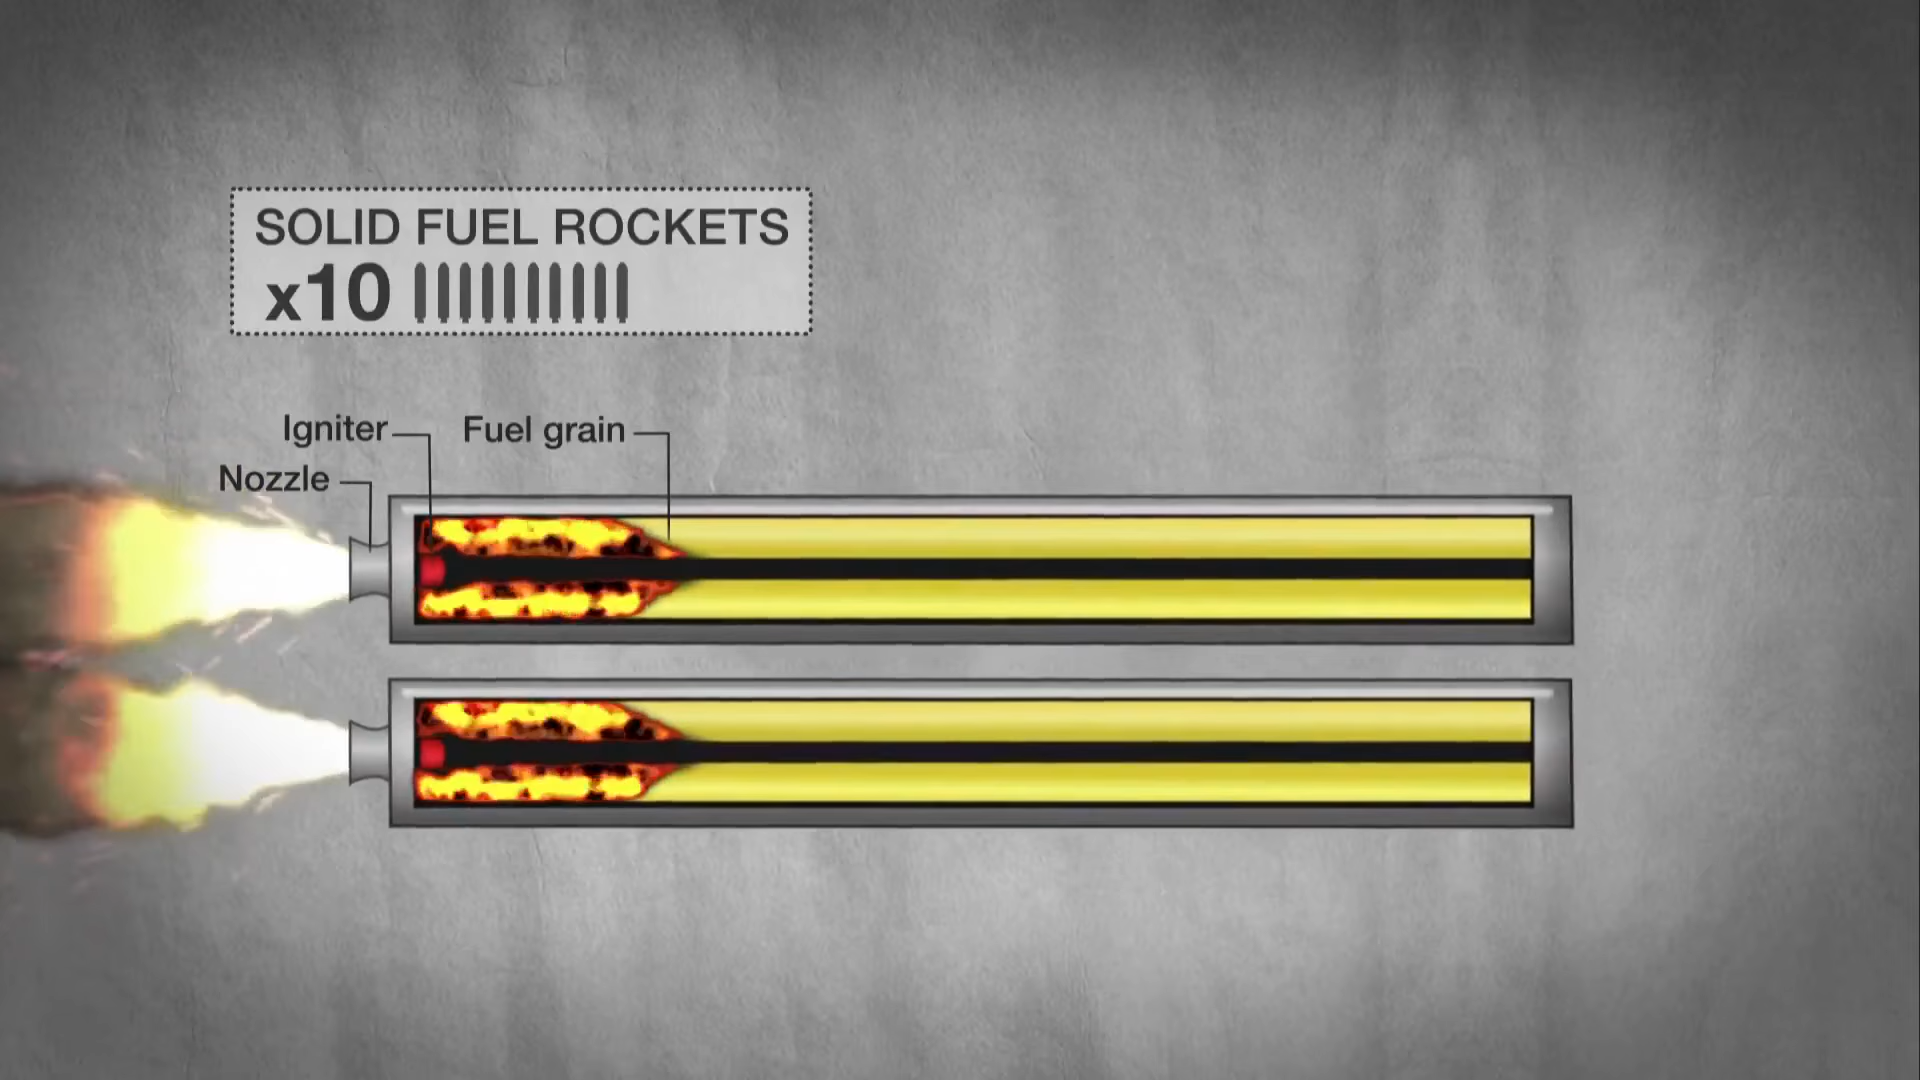 SOLID FUEL ROCKETS
x10
Igniter
Fuel grain
Nozzle